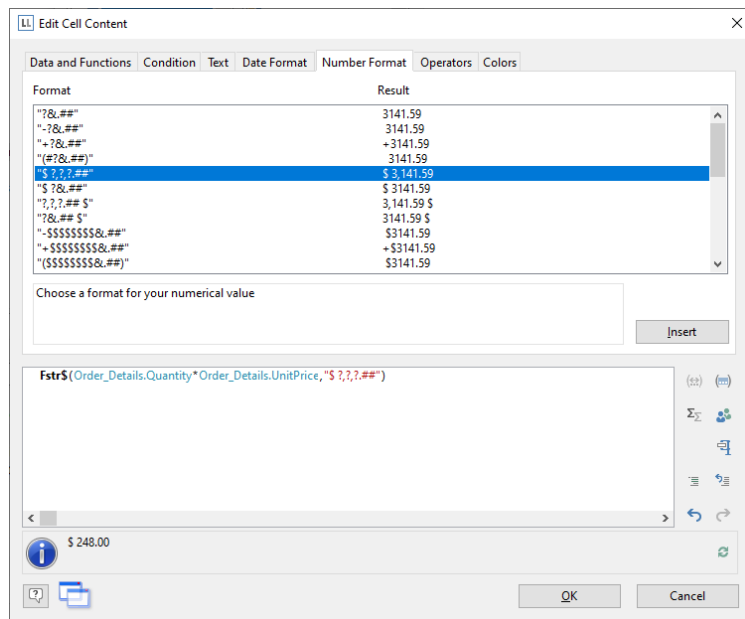 LL Edit Cell Content
Data and Functions Condition Text Date Format Number Format Operators Colors
Format Result
"?&.##" 3141.59
"-?&.##" 3141.59
"+?&.##" +3141.59
"(#?&.##)" 3141.59
"$ ?,?,?.##" $ 3,141.59
"$ ?&.##" $ 3141.59
"?,?,?.## $" 3,141.59 $
"?&.## $" 3141.59 $
"-$$$$$$$$&.##" $3141.59
"+$$$$$$$$&.##" +$3141.59
"($$$$$$$$&.##)" $3141.59
Choose a format for your numerical value
Insert
Fstr$(Order_Details.Quantity*Order_Details.UnitPrice,"$ ?,?,?.##")
$ 248.00
OK Cancel